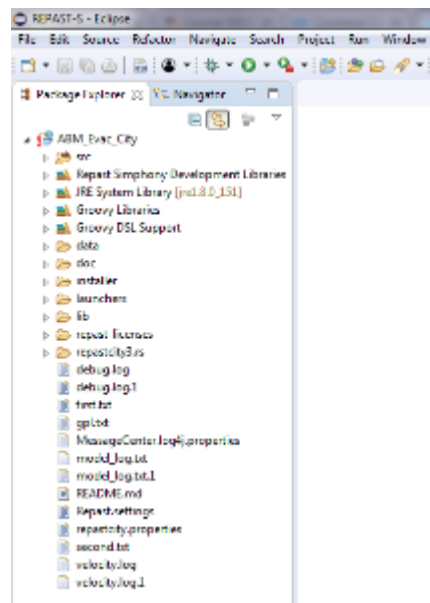 REPAST-S - Eclipse
File Edit Source Refactor Navigate Search Project Run Window
Package Explorer Navigator
ABM_Evac_City
src
Repast Simphony Development Libraries
JRE System Library [jre1.8.0_151]
Groovy Libraries
Groovy DSL Support
data
doc
installer
launchers
lib
repast-licenses
repastcity3.rs
debug.log
debug.log.1
first.txt
gpl.txt
MessageCenter.log4j.properties
model_log.txt
model_log.txt.1
README.md
Repast.settings
repastcity.properties
second.txt
velocity.log
velocity.log.1